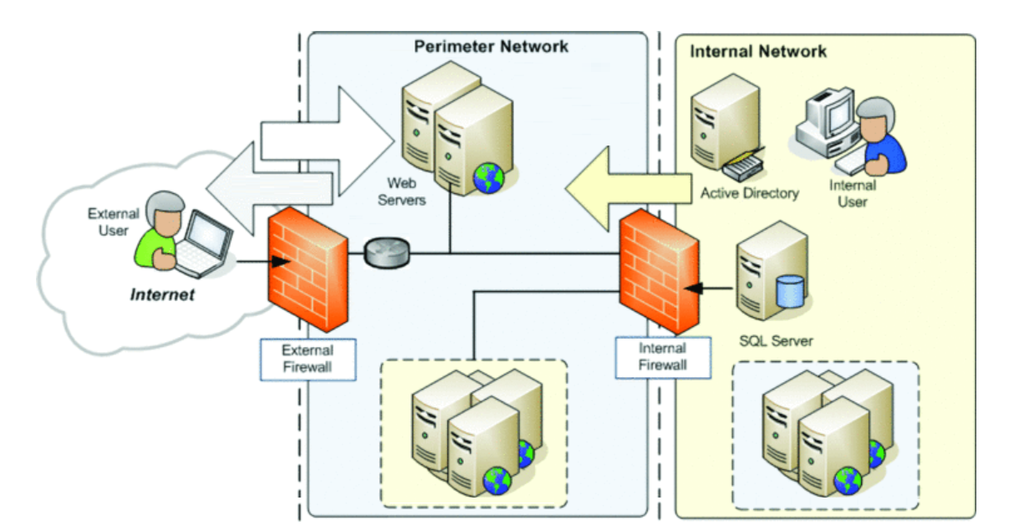 Perimeter Network
Internal Network
Web
Servers
Active Directory
Internal
User
External
User
Internet
SQL Server
External
Firewall
Internal
Firewall